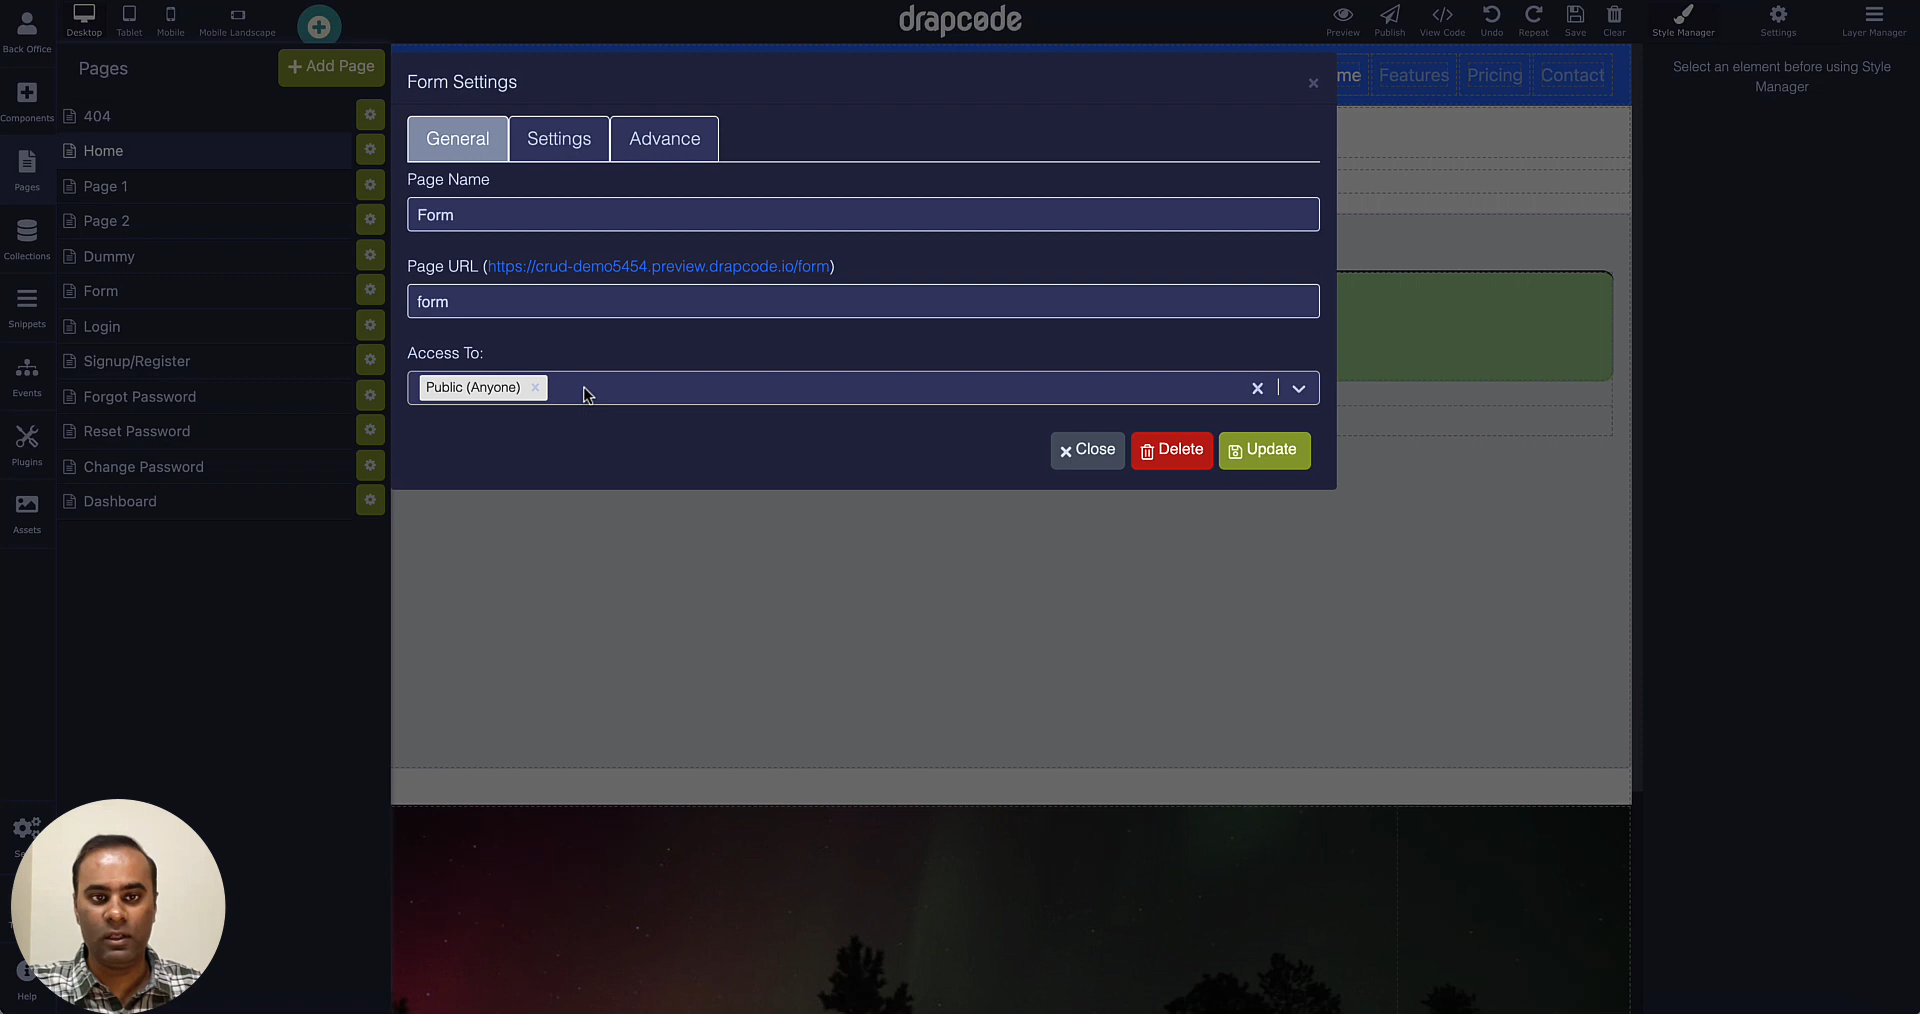 Back Office
Desktop
Tablet
Mobile
Mobile Landscape
drapcode
Preview
Publish
View Code
Undo
Repeat
Save
Clear
Style Manager
Settings
Layer Manager
Pages
Add Page
404
Home
Page 1
Page 2
Dummy
Form
Login
Signup/Register
Forgot Password
Reset Password
Change Password
Dashboard
Components
Pages
Collections
Snippets
Events
Plugins
Assets
Help
Form Settings
General
Settings
Advance
Page Name
Form
Page URL (https://crud-demo5454.preview.drapcode.io/form)
form
Access To:
Public (Anyone)
Close
Delete
Update
me
Features
Pricing
Contact
Select an element before using Style
Manager